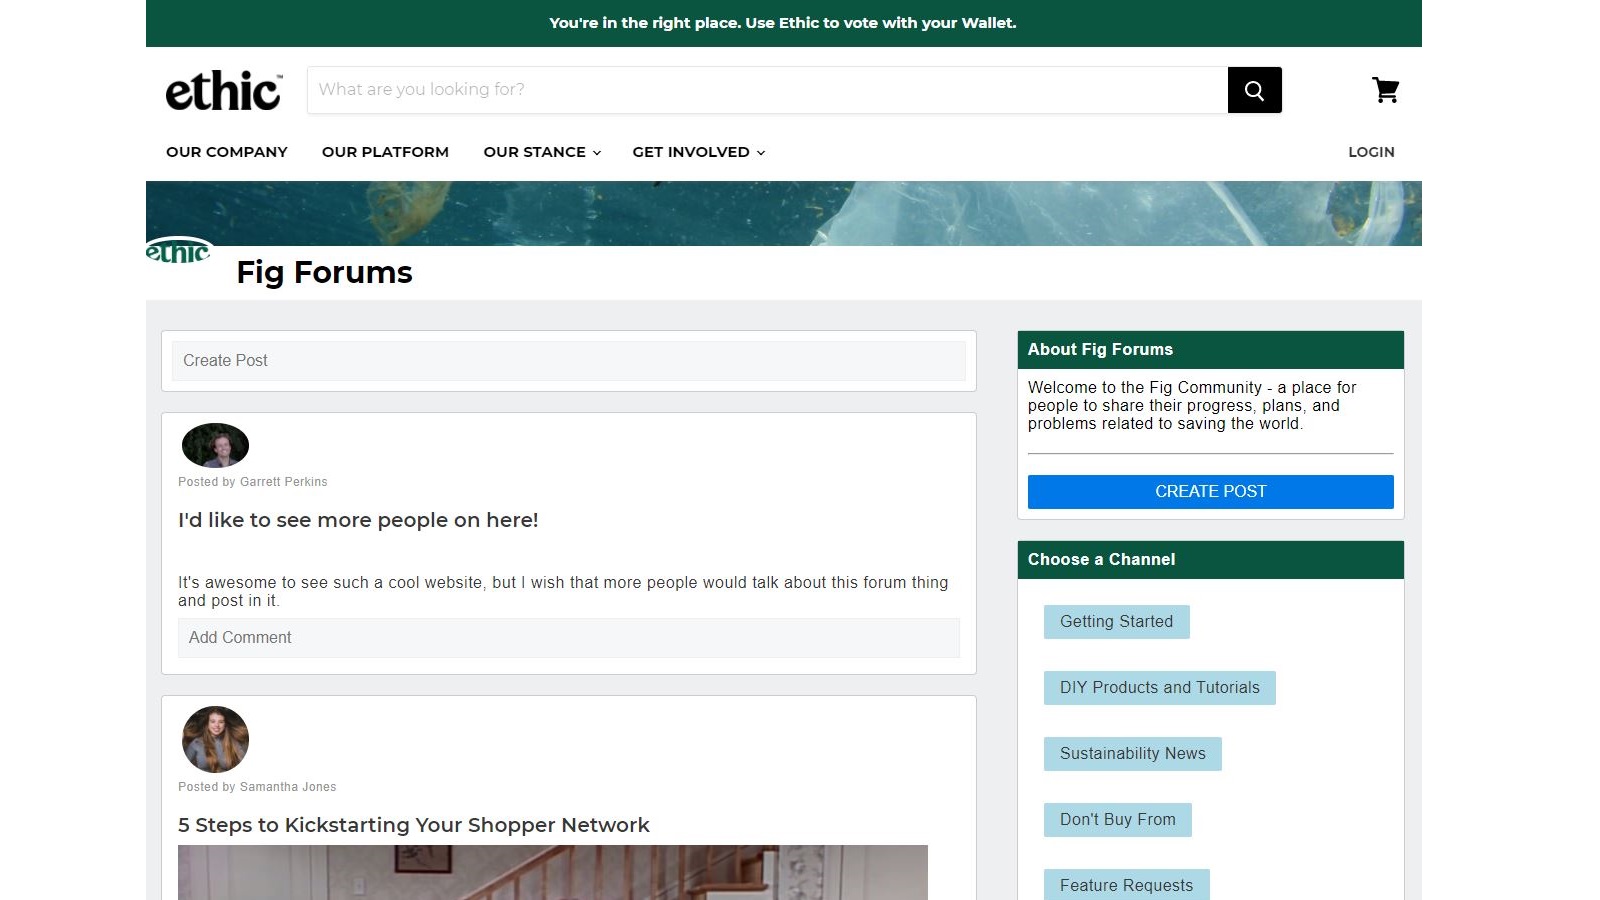 You're in the right place. Use Ethic to vote with your Wallet.
ethic™
What are you looking for?
OUR COMPANY
OUR PLATFORM
OUR STANCE
GET INVOLVED
LOGIN
ethic
Fig Forums
Create Post
Posted by Garrett Perkins
I'd like to see more people on here!
It's awesome to see such a cool website, but I wish that more people would talk about this forum thing
and post in it.
Add Comment
Posted by Samantha Jones
5 Steps to Kickstarting Your Shopper Network
About Fig Forums
Welcome to the Fig Community - a place for
people to share their progress, plans, and
problems related to saving the world.
CREATE POST
Choose a Channel
Getting Started
DIY Products and Tutorials
Sustainability News
Don't Buy From
Feature Requests